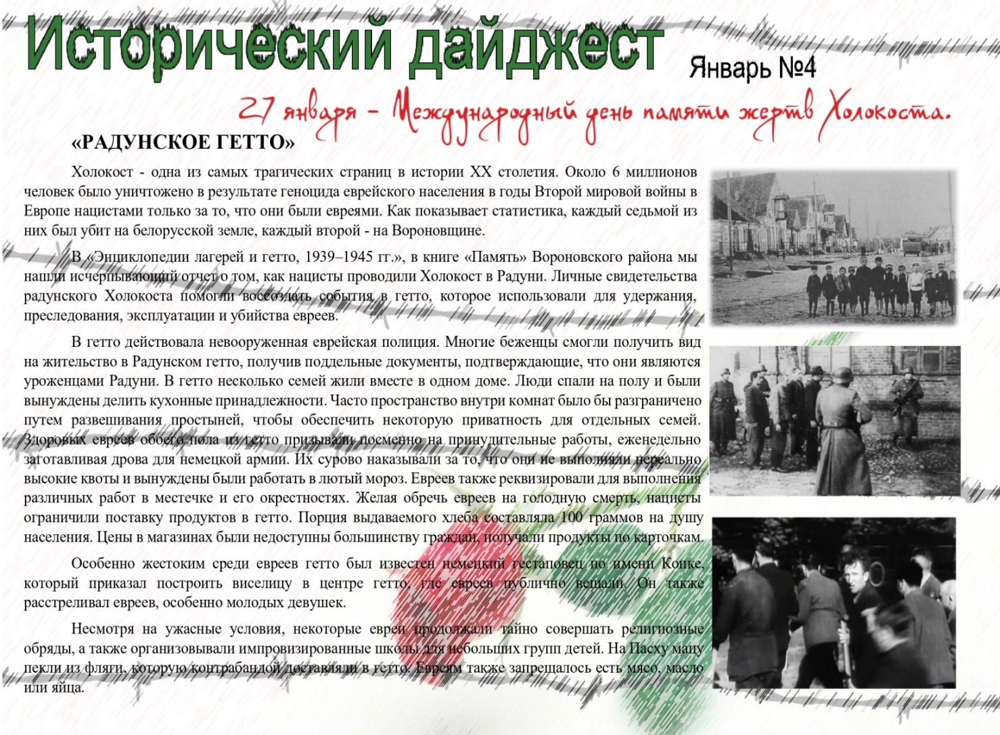 Исторический дайджест
Январь №4
27 января - Международный день памяти жертв Холокоста.
«РАДУНСКОЕ ГЕТТО»
Холокост - одна из самых трагических страниц в истории XX столетия. Около 6 миллионов
человек было уничтожено в результате геноцида еврейского населения в годы Второй мировой войны в
Европе нацистами только за то, что они были евреями. Как показывает статистика, каждый седьмой из
них был убит на белорусской земле, каждый второй - на Вороновщине.
В «Энциклопедии лагерей и гетто, 1939–1945 гг.», в книге «Память» Вороновского района мы
нашли исчерпывающий отчет о том, как нацисты проводили Холокост в Радуни. Личные свидетельства
радунского Холокоста помогли воссоздать события в гетто, которое использовали для удержания,
преследования, эксплуатации и убийства евреев.
В гетто действовала невооруженная еврейская полиция. Многие беженцы смогли получить вид
на жительство в Радунском гетто, получив поддельные документы, подтверждающие, что они являются
уроженцами Радуни. В гетто несколько семей жили вместе в одном доме. Люди спали на полу и были
вынуждены делить кухонные принадлежности. Часто пространство внутри комнат было бы разграничено
путем развешивания простыней, чтобы обеспечить некоторую приватность для отдельных семей.
Здоровых евреев обоего пола из гетто призывали посменно на принудительные работы, еженедельно
заготавливая дрова для немецкой армии. Их сурово наказывали за то, что они не выполняли нереально
высокие квоты и вынуждены были работать в лютый мороз. Евреев также реквизировали для выполнения
различных работ в местечке и его окрестностях. Желая обречь евреев на голодную смерть, нацисты
ограничили поставку продуктов в гетто. Порция выдаваемого хлеба составляла 100 граммов на душу
населения. Цены в магазинах были недоступны большинству граждан, получали продукты по карточкам.
Особенно жестоким среди евреев гетто был известен немецкий гестаповец по имени Копке,
который приказал построить виселицу в центре гетто, где евреев публично вешали. Он также
расстреливал евреев, особенно молодых девушек.
Несмотря на ужасные условия, некоторые евреи продолжали тайно совершать религиозные
обряды, а также организовывали импровизированные школы для небольших групп детей. На Пасху мацу
пекли из фляги, которую контрабандой доставляли в гетто. Евреям также запрещалось есть мясо, масло
или яйца.